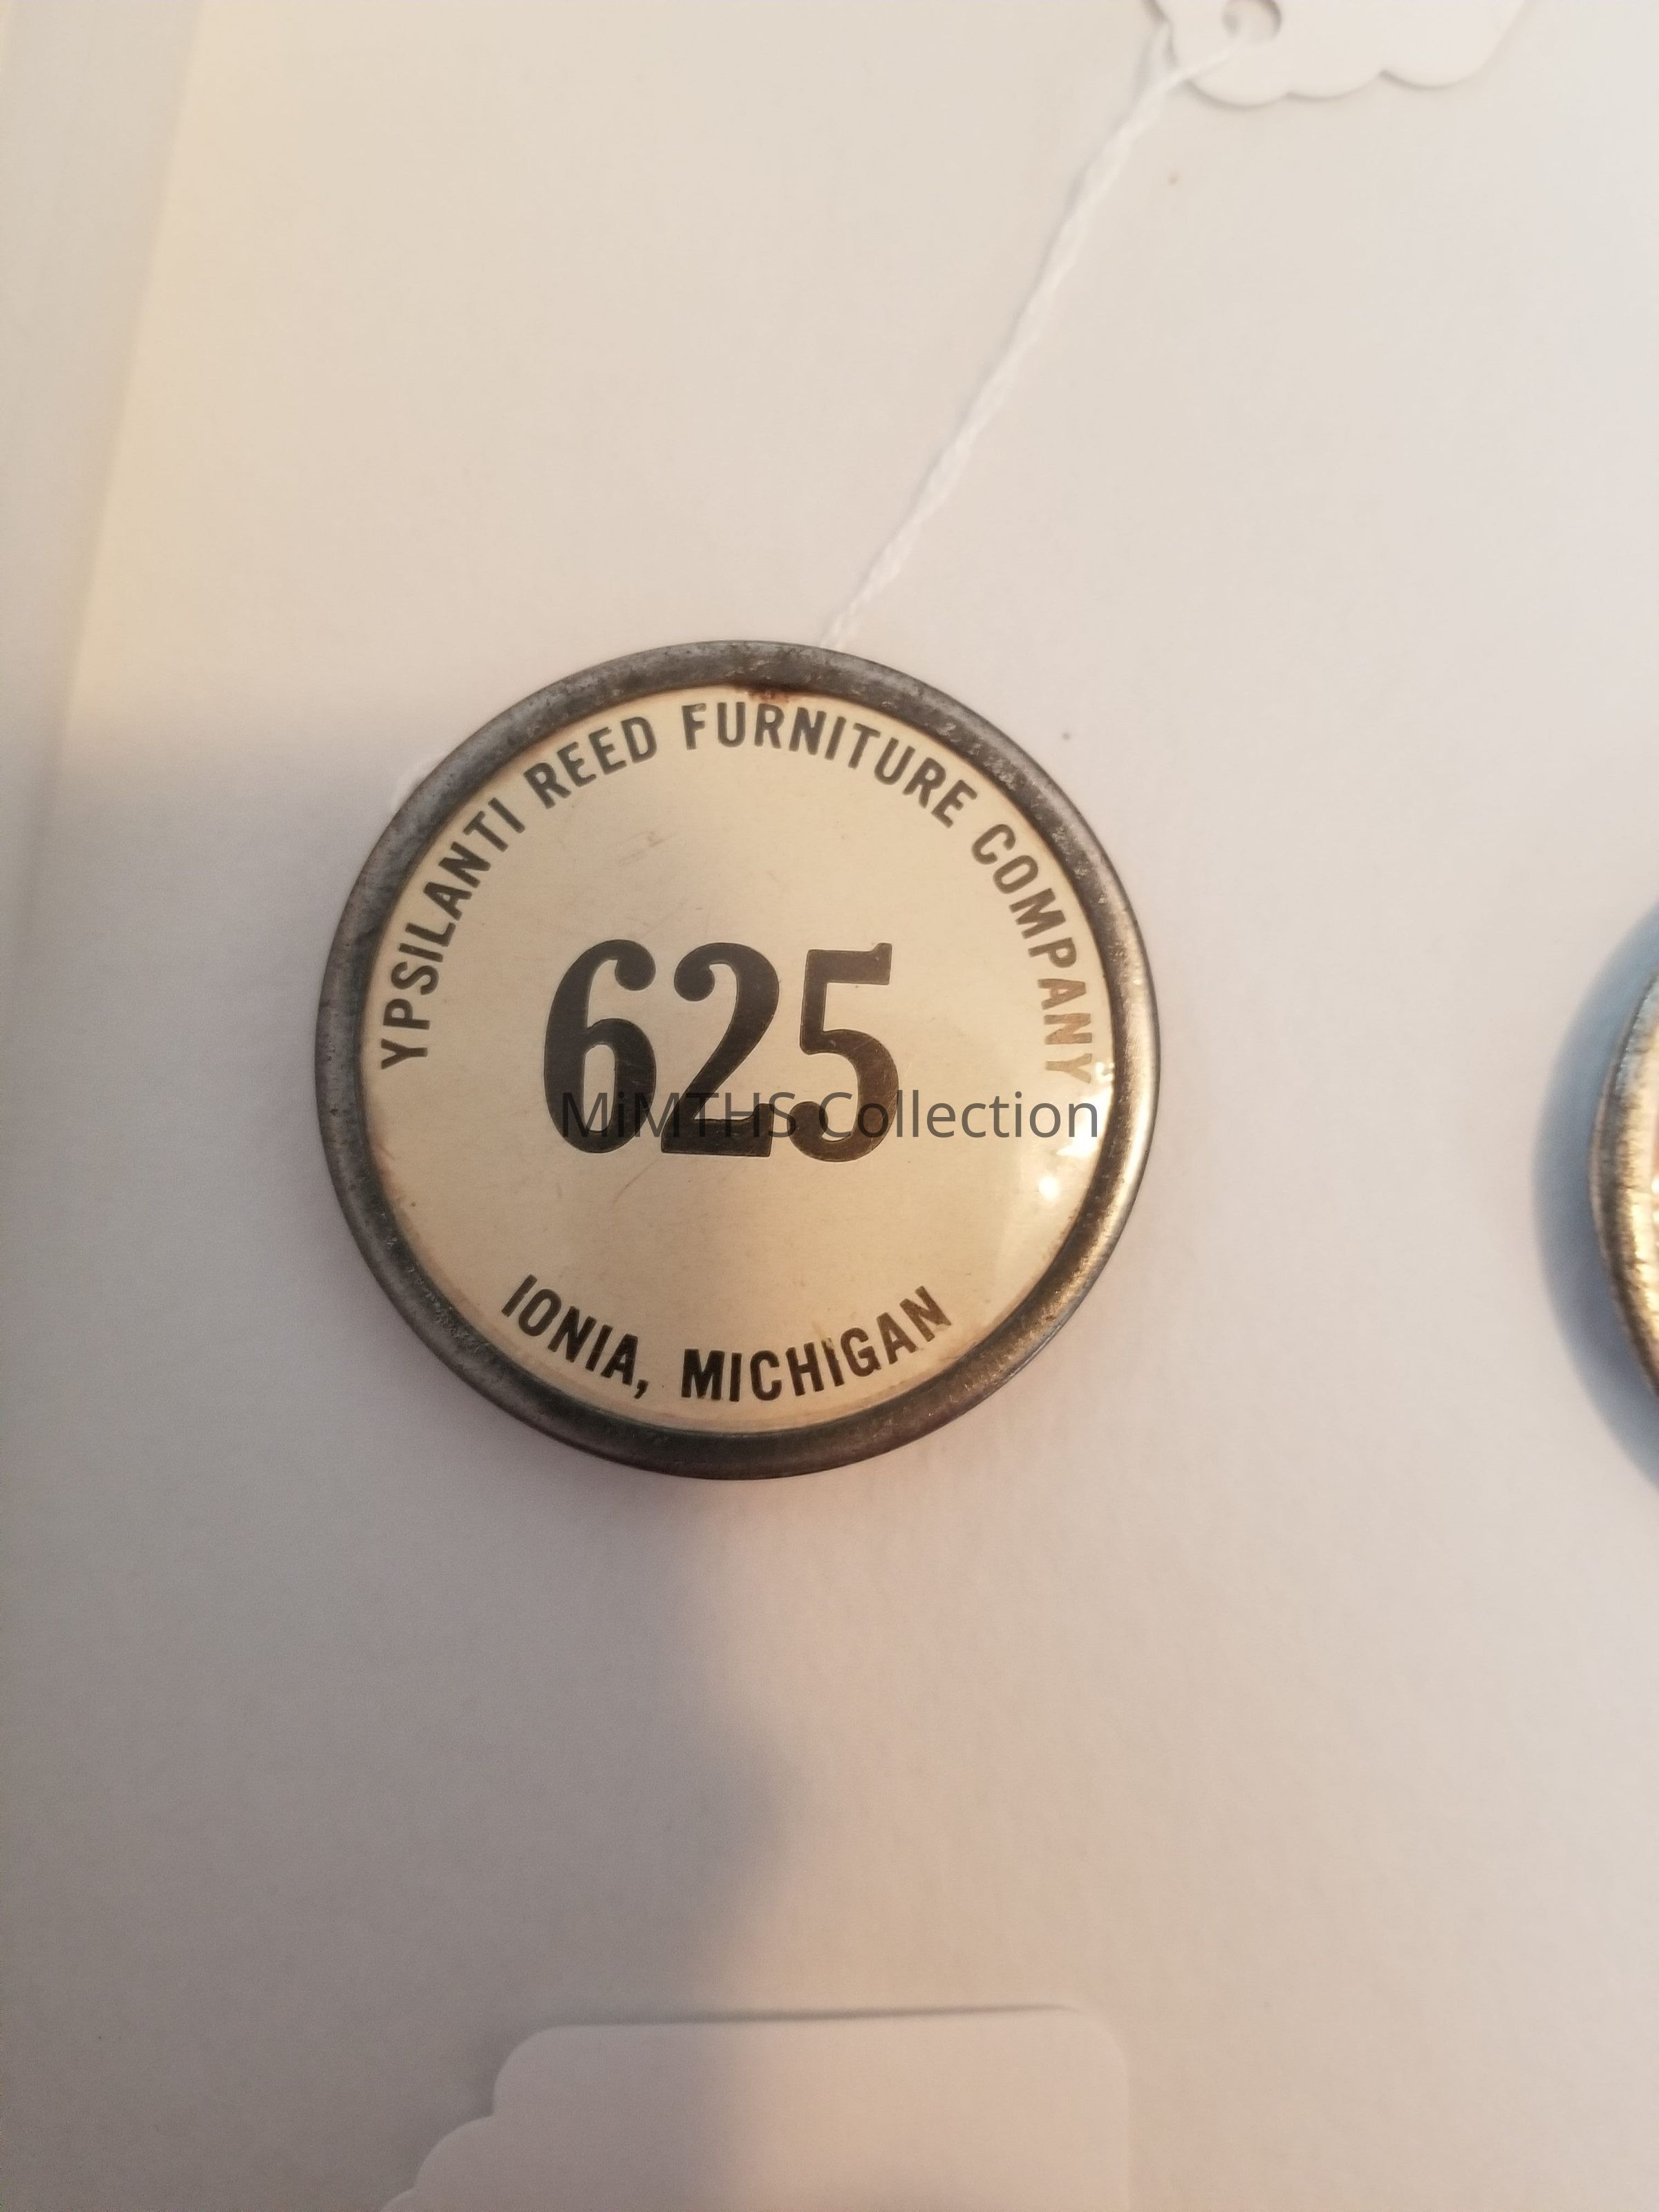 YPSILANTI REED FURNITURE COMPANY
625
MiMTHS Collection
IONIA, MICHIGAN